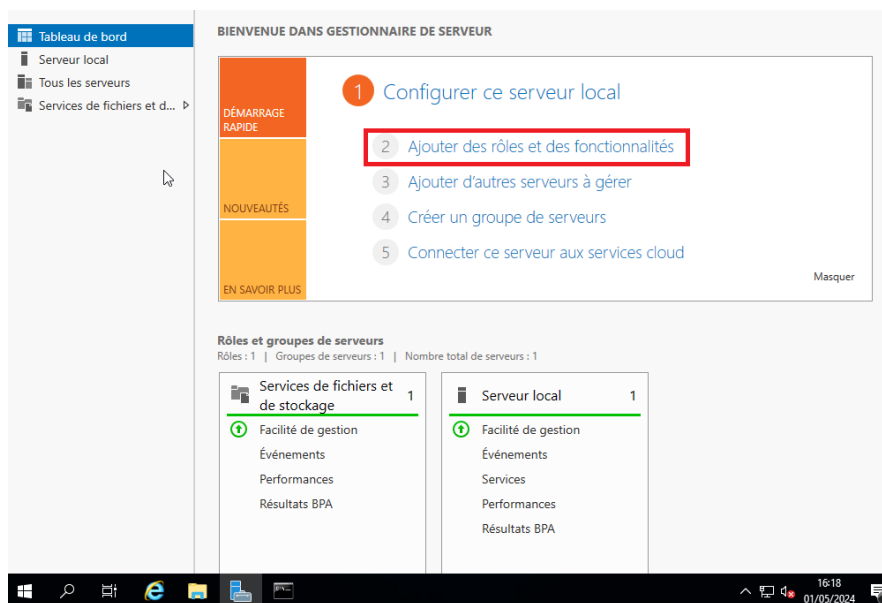 Tableau de bord
Serveur local
Tous les serveurs
Services de fichiers et d...
BIENVENUE DANS GESTIONNAIRE DE SERVEUR
DÉMARRAGE
RAPIDE
NOUVEAUTÉS
EN SAVOIR PLUS
1 Configurer ce serveur local
2 Ajouter des rôles et des fonctionnalités
3 Ajouter d'autres serveurs à gérer
4 Créer un groupe de serveurs
5 Connecter ce serveur aux services cloud
Masquer
Rôles et groupes de serveurs
Rôles : 1 | Groupes de serveurs : 1 | Nombre total de serveurs : 1
Services de fichiers et
de stockage
1
Facilité de gestion
Événements
Performances
Résultats BPA
Serveur local 1
Facilité de gestion
Événements
Services
Performances
Résultats BPA
16:18
01/05/2024